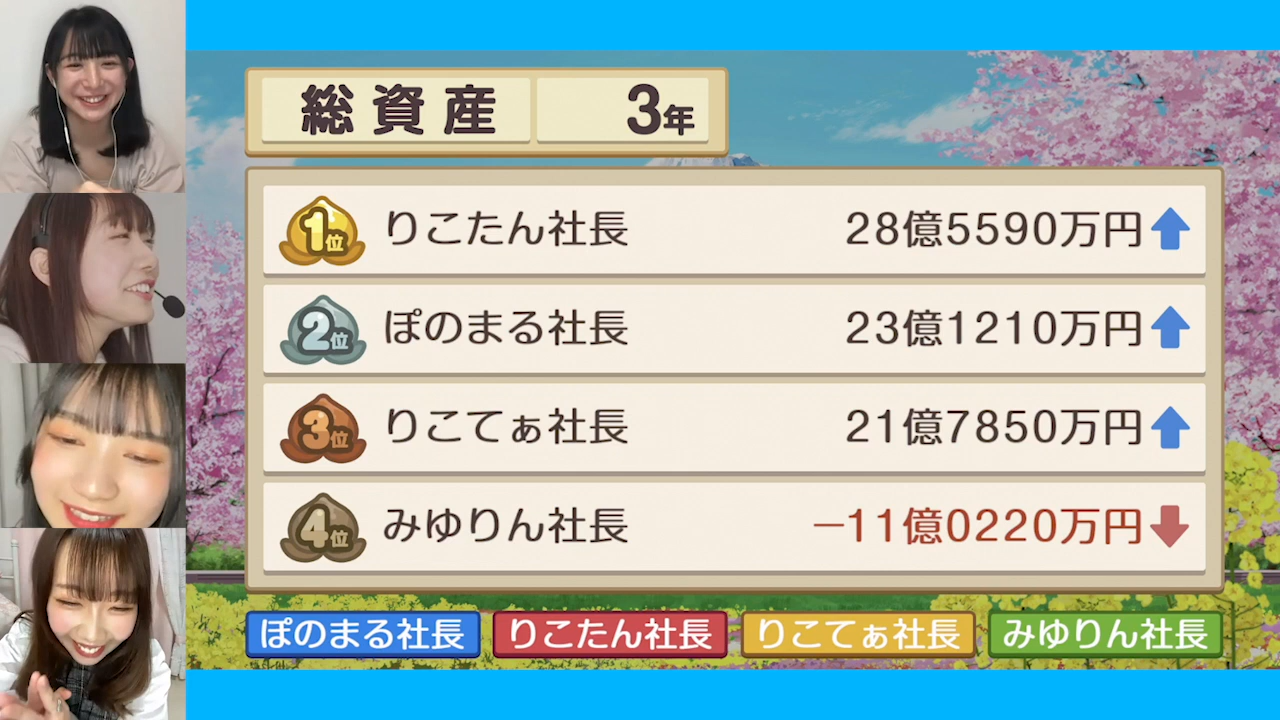 総資産 3年
1位 りこたん社長 28億5590万円
2位 ぽのまる社長 23億1210万円
3位 りこてぁ社長 21億7850万円
4位 みゆりん社長 -11億0220万円
ぽのまる社長 りこたん社長 りこてぁ社長 みゆりん社長